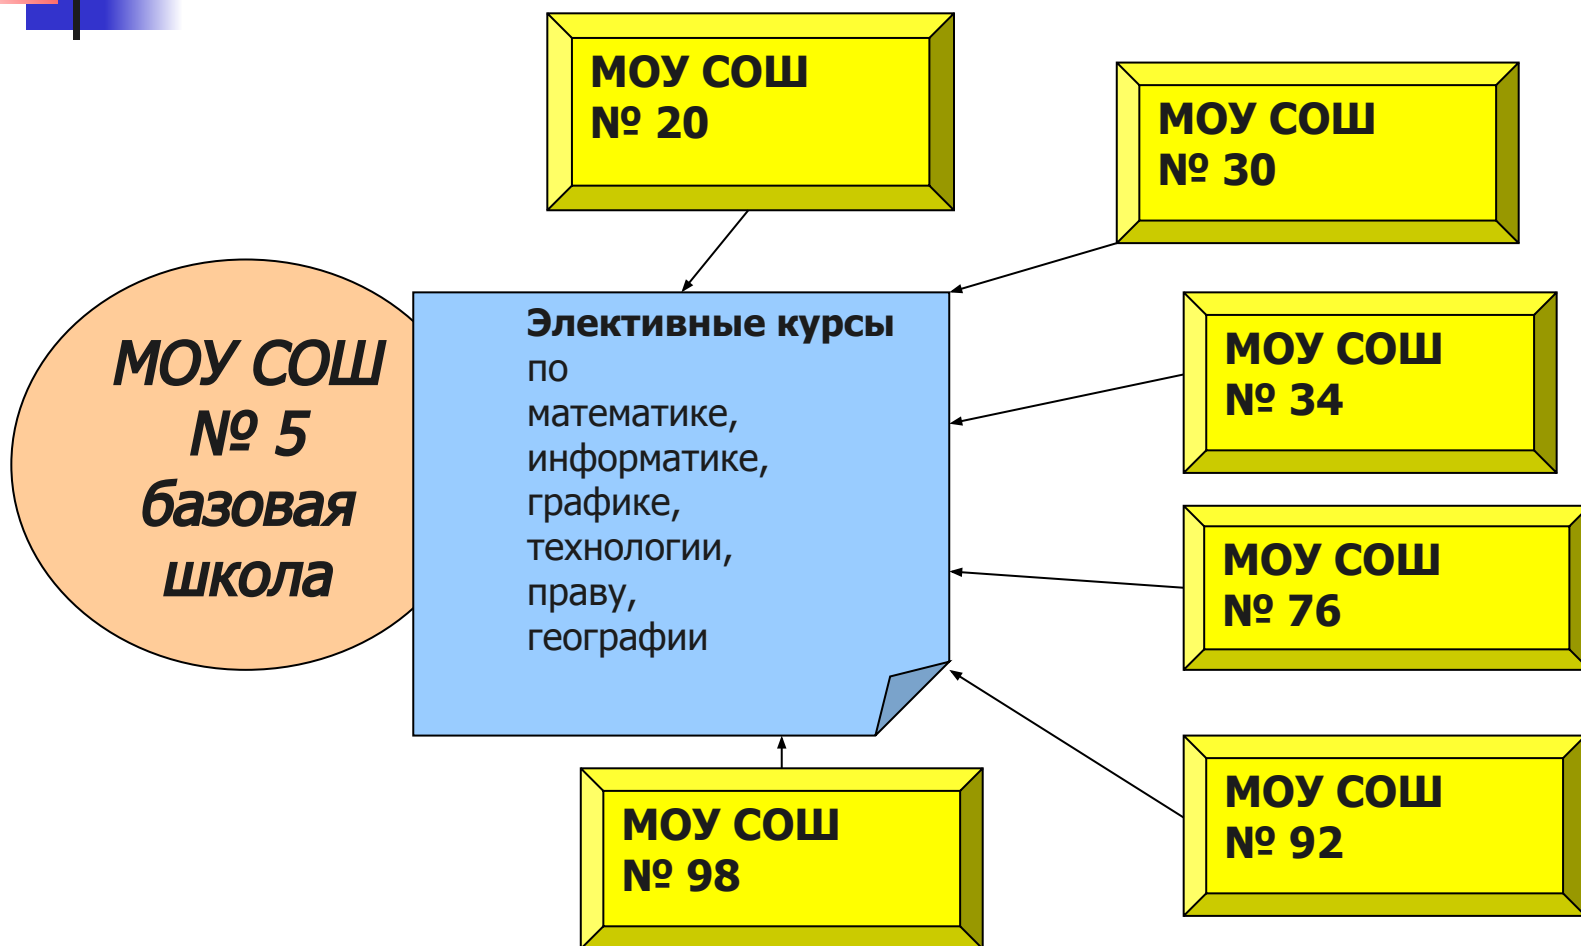 МОУ СОШ
№ 20
МОУ СОШ
№ 30
МОУ СОШ
№ 5
базовая
школа
Элективные курсы
по
математике,
информатике,
графике,
технологии,
праву,
географии
МОУ СОШ
№ 34
МОУ СОШ
№ 76
МОУ СОШ
№ 92
МОУ СОШ
№ 98